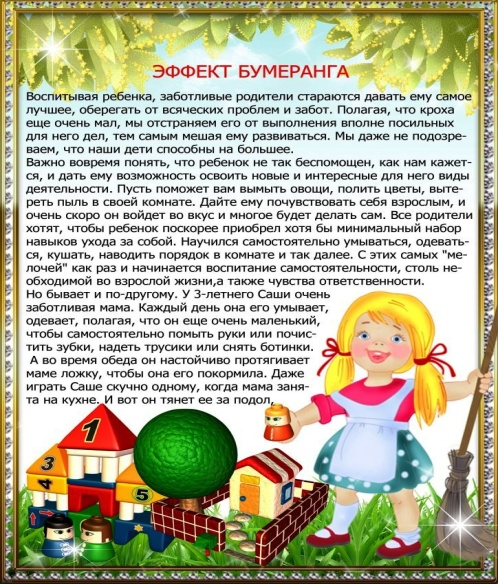 ЭФФЕКТ БУМЕРАНГА
Воспитывая ребенка, заботливые родители стараются давать ему самое
лучшее, оберегать от всяческих проблем и забот. Полагая, что кроха
еще очень мал, мы отстраняем его от выполнения вполне посильных
для него дел, тем самым мешая ему развиваться. Мы даже не подозре-
ваем, что наши дети способны на большее.
Важно вовремя понять, что ребенок не так беспомощен, как нам кажет-
ся, и дать ему возможность освоить новые и интересные для него виды
деятельности. Пусть поможет вам вымыть овощи, полить цветы, выте-
реть пыль в своей комнате. Дайте ему почувствовать себя взрослым, и
очень скоро он войдет во вкус и многое будет делать сам. Все родители
хотят, чтобы ребенок поскорее приобрел хотя бы минимальный набор
навыков ухода за собой. Научился самостоятельно умываться, одевать-
ся, кушать, наводить порядок в комнате и так далее. С этих самых "ме-
лочей" как раз и начинается воспитание самостоятельности, столь не-
обходимой во взрослой жизни,а также чувства ответственности.
Но бывает и по-другому. У 3-летнего Саши очень
заботливая мама. Каждый день она его умывает,
одевает, полагая, что он еще очень маленький,
чтобы самостоятельно помыть руки или почис-
тить зубки, надеть трусики или снять ботинки.
А во время обеда он настойчиво протягивает
маме ложку, чтобы она его покормила. Даже
играть Саше скучно одному, когда мама заня-
та на кухне. И вот он тянет ее за подол,
1
3
4
5